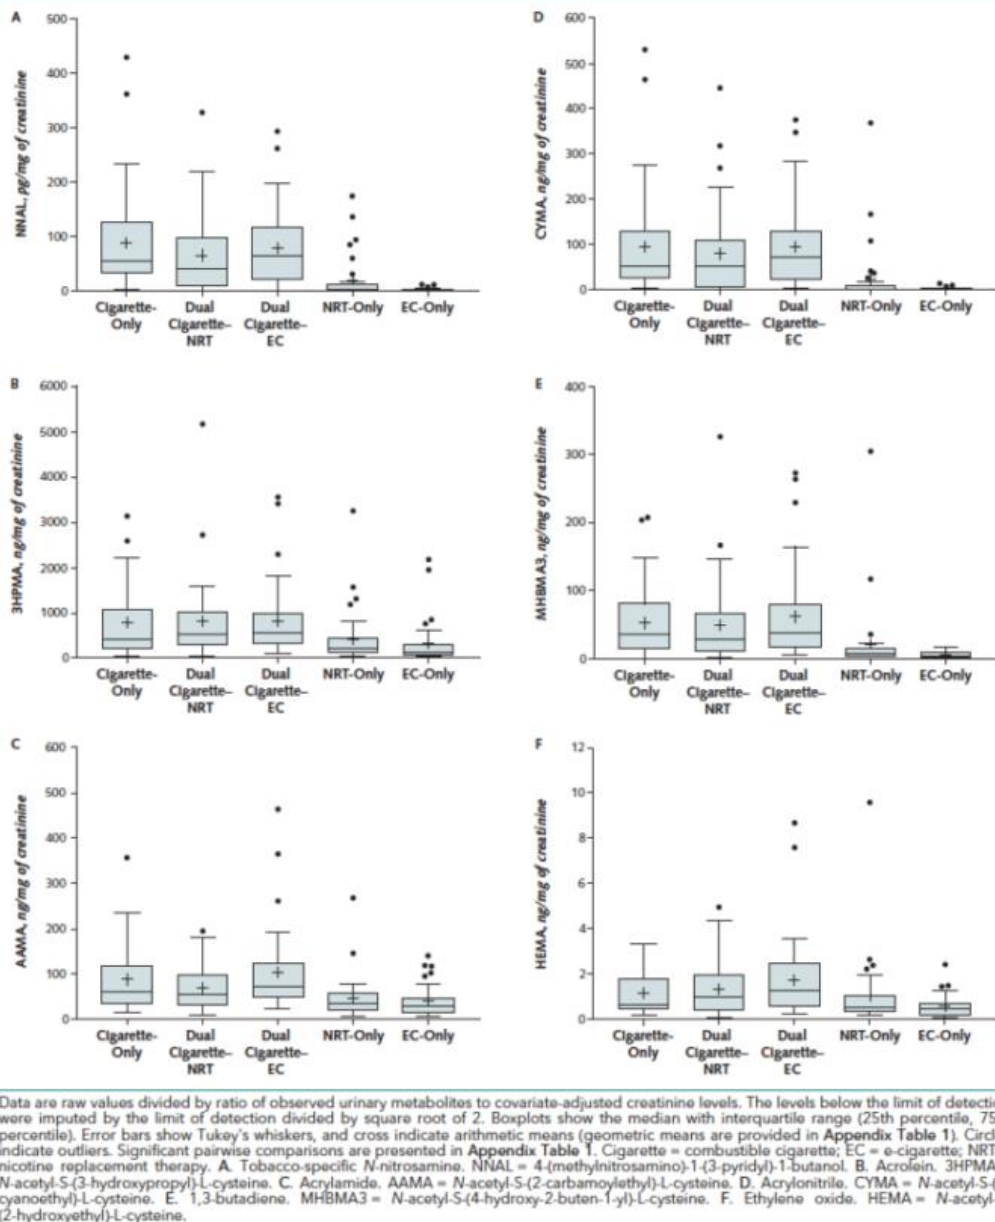 A
NNAL, pg/mg of creatinine
500
400
300
200
100
0
Cigarette-Only
Dual Cigarette–NRT
Dual Cigarette–EC
NRT-Only
EC-Only
D
CYMA, ng/mg of creatinine
600
500
400
300
200
100
0
Cigarette-Only
Dual Cigarette–NRT
Dual Cigarette–EC
NRT-Only
EC-Only
B
3HPMA, ng/mg of creatinine
6000
5000
4000
3000
2000
1000
0
Cigarette-Only
Dual Cigarette–NRT
Dual Cigarette–EC
NRT-Only
EC-Only
E
MHBMA3, ng/mg of creatinine
400
300
200
100
0
Cigarette-Only
Dual Cigarette–NRT
Dual Cigarette–EC
NRT-Only
EC-Only
C
AAMA, ng/mg of creatinine
600
500
400
300
200
100
0
Cigarette-Only
Dual Cigarette–NRT
Dual Cigarette–EC
NRT-Only
EC-Only
F
HEMA, ng/mg of creatinine
12
10
8
6
4
2
0
Cigarette-Only
Dual Cigarette–NRT
Dual Cigarette–EC
NRT-Only
EC-Only
Data are raw values divided by ratio of observed urinary metabolites to covariate-adjusted creatinine levels. The levels below the limit of detectio
were imputed by the limit of detection divided by square root of 2. Boxplots show the median with interquartile range (25th percentile, 75
percentile). Error bars show Tukey's whiskers, and cross indicate arithmetic means (geometric means are provided in Appendix Table 1). Circl
indicate outliers. Significant pairwise comparisons are presented in Appendix Table 1. Cigarette = combustible cigarette; EC = e-cigarette; NRT
nicotine replacement therapy. A. Tobacco-specific N-nitrosamine. NNAL = 4-(methylnitrosamino)-1-(3-pyridyl)-1-butanol. B. Acrolein. 3HPMA
N-acetyl-S-(3-hydroxypropyl)-L-cysteine. C. Acrylamide. AAMA = N-acetyl-S-(2-carbamoylethyl)-L-cysteine. D. Acrylonitrile. CYMA = N-acetyl-S-(
cyanoethyl)-L-cysteine. E. 1,3-butadiene. MHBMA3 = N-acetyl-S-(4-hydroxy-2-buten-1-yl)-L-cysteine. F. Ethylene oxide. HEMA = N-acetyl-
(2-hydroxyethyl)-L-cysteine.